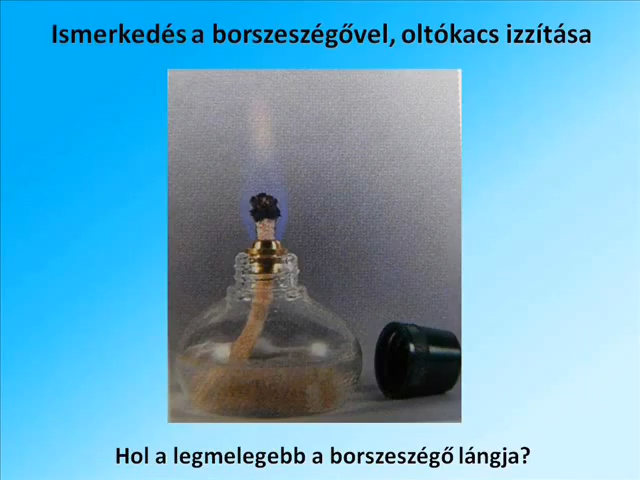 Ismerkedés a borszeszégővel, oltókacs izzítása
Hol a legmelegebb a borszeszégő lángja?